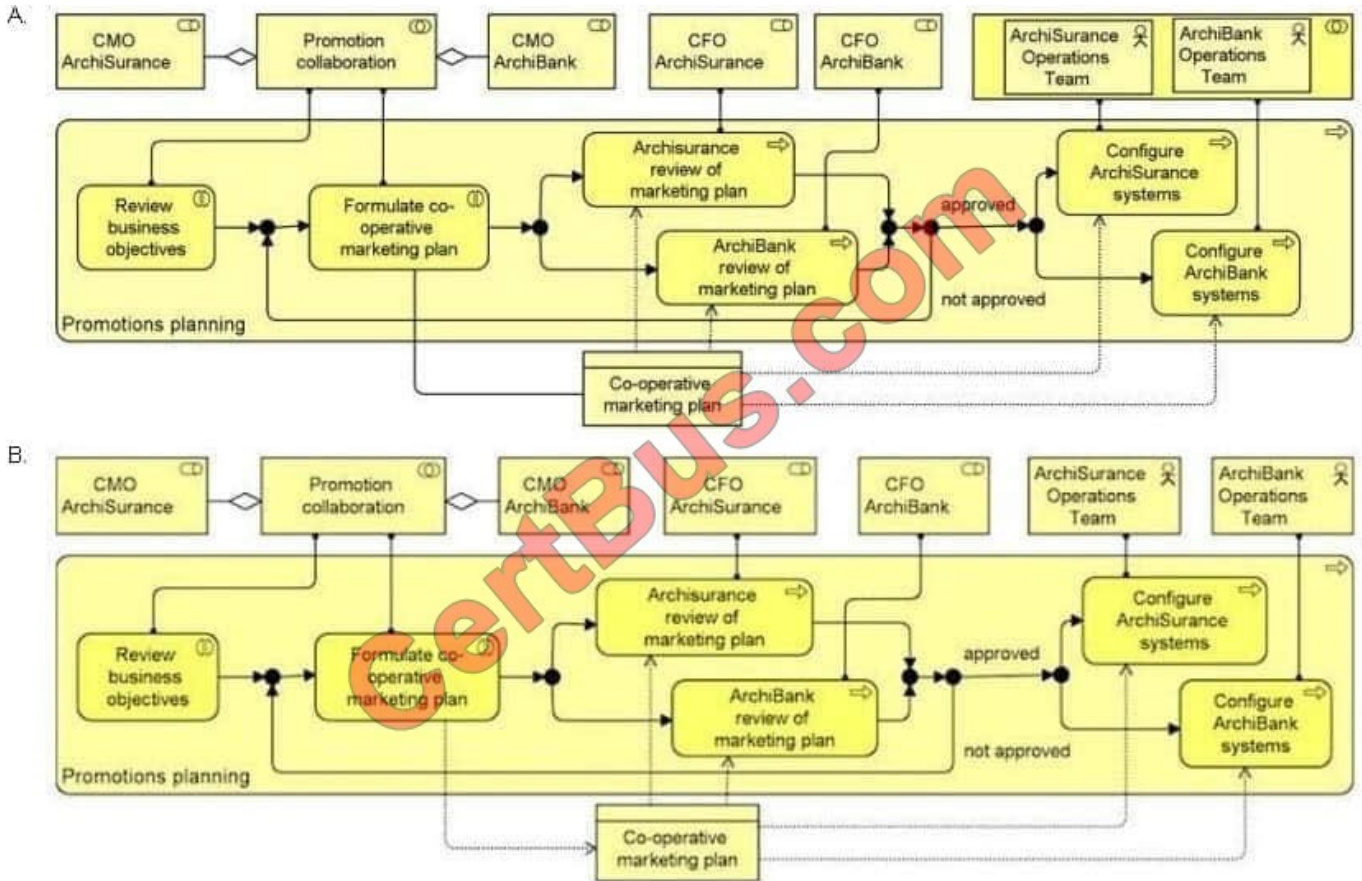 A.
CMO
ArchiSurance
Promotion
collaboration
CMO
ArchiBank
CFO
ArchiSurance
CFO
ArchiBank
ArchiSurance
Operations
Team
ArchiBank
Operations
Team
Review
business
objectives
Formulate co-
operative
marketing plan
Archisurance
review of
marketing plan
ArchiBank
review of
marketing plan
approved
not approved
Configure
ArchiSurance
systems
Configure
ArchiBank
systems
Promotions planning
Co-operative
marketing plan
B.
CMO
ArchiSurance
Promotion
collaboration
CMO
ArchiBank
CFO
ArchiSurance
CFO
ArchiBank
ArchiSurance
Operations
Team
ArchiBank
Operations
Team
Review
business
objectives
Formulate co-
operative
marketing plan
Archisurance
review of
marketing plan
ArchiBank
review of
marketing plan
approved
not approved
Configure
ArchiSurance
systems
Configure
ArchiBank
systems
Promotions planning
Co-operative
marketing plan
CertBus.com